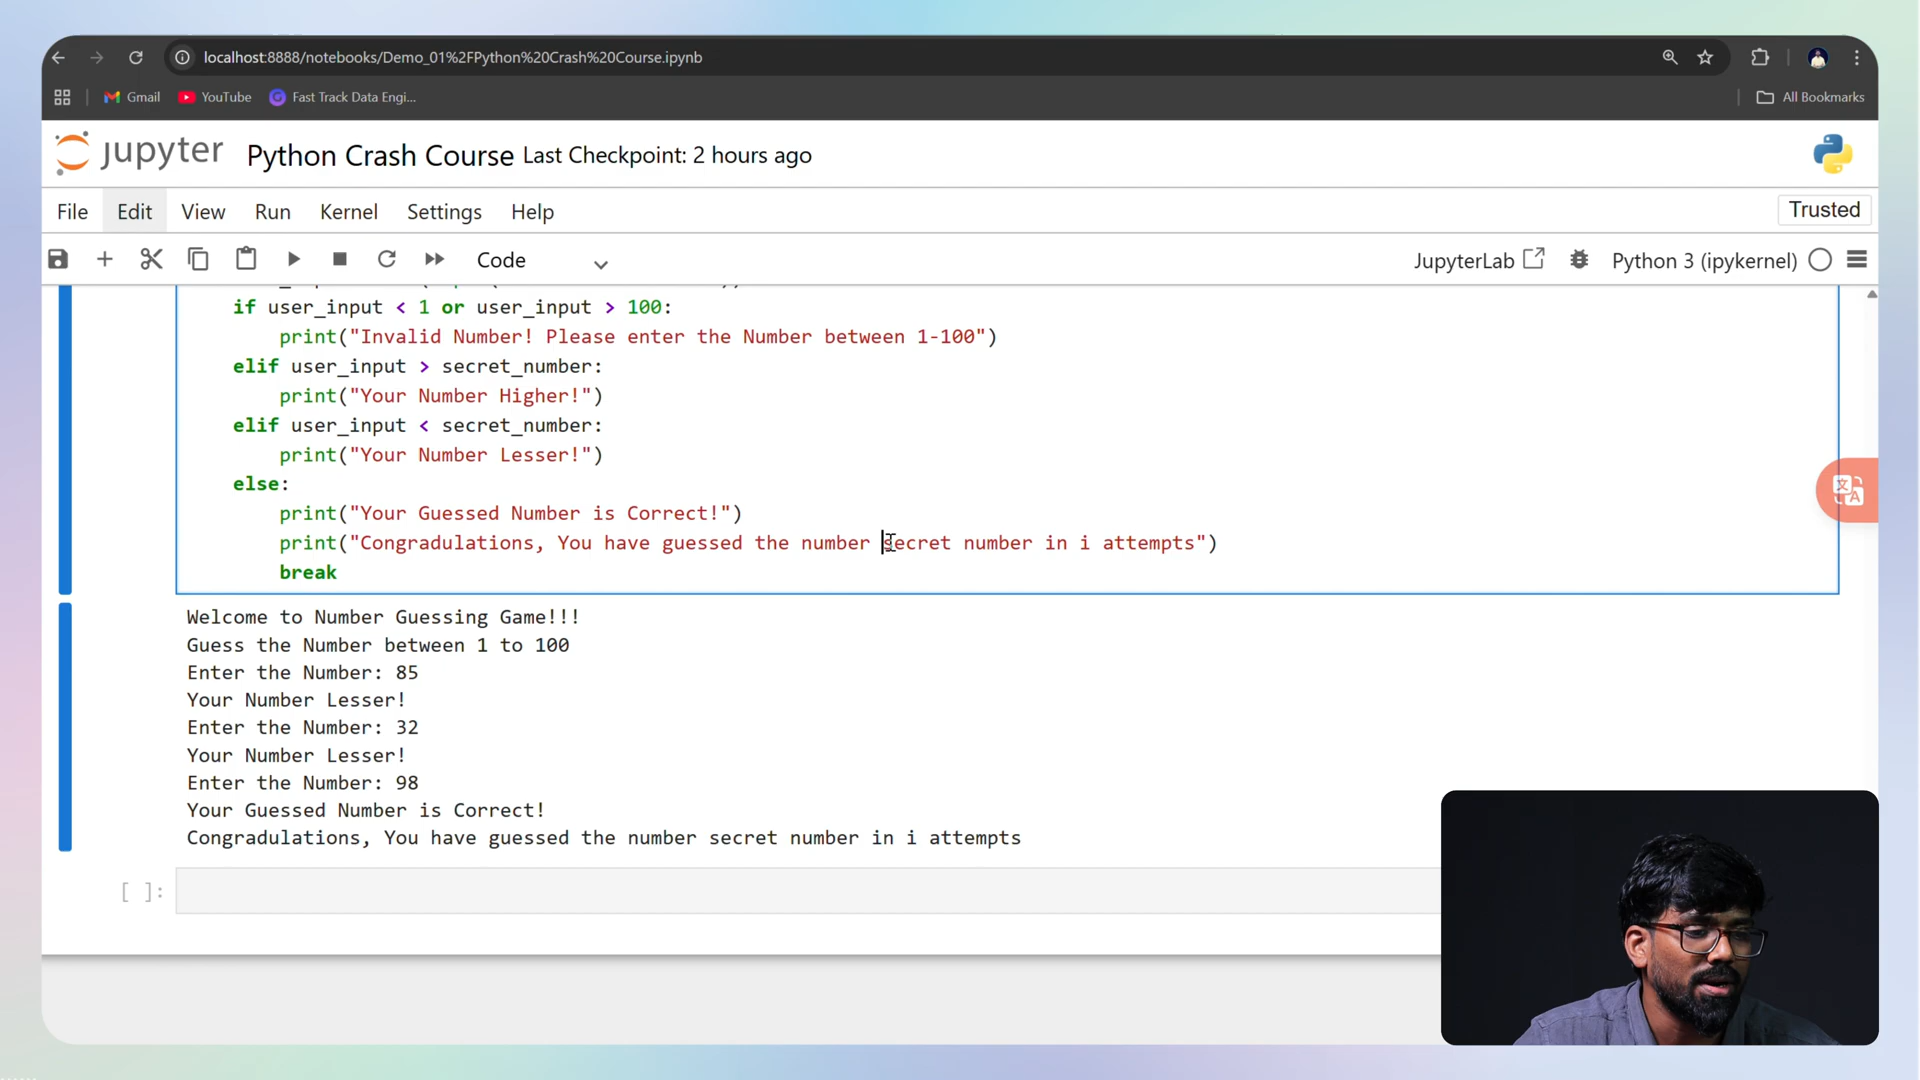 localhost:8888/notebooks/Demo_01%2FPython%20Crash%20Course.ipynb
Gmail YouTube Fast Track Data Engi... All Bookmarks
jupyter Python Crash Course Last Checkpoint: 2 hours ago
File Edit View Run Kernel Settings Help Trusted
Code JupyterLab Python 3 (ipykernel)
if user_input < 1 or user_input > 100:
print("Invalid Number! Please enter the Number between 1-100")
elif user_input > secret_number:
print("Your Number Higher!")
elif user_input < secret_number:
print("Your Number Lesser!")
else:
print("Your Guessed Number is Correct!")
print("Congradulations, You have guessed the number secret number in i attempts")
break
Welcome to Number Guessing Game!!!
Guess the Number between 1 to 100
Enter the Number: 85
Your Number Lesser!
Enter the Number: 32
Your Number Lesser!
Enter the Number: 98
Your Guessed Number is Correct!
Congradulations, You have guessed the number secret number in i attempts
[ ]: